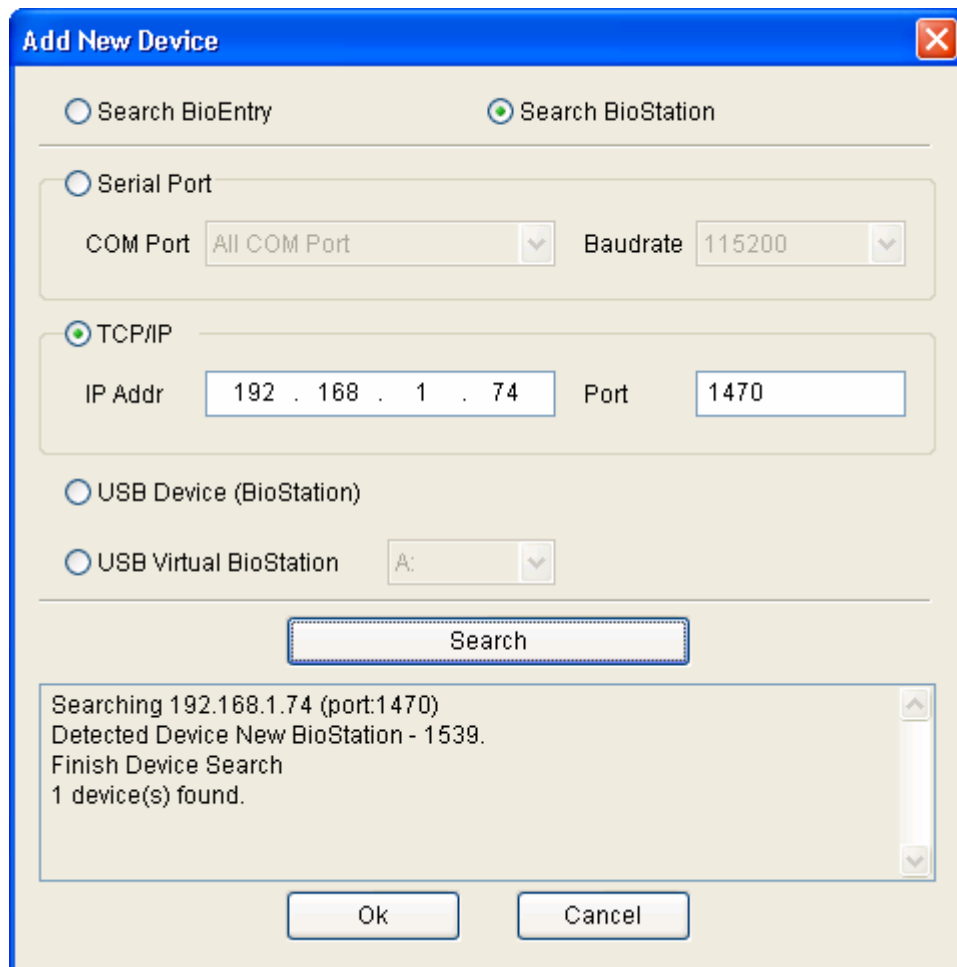 Add New Device
Search BioEntry Search BioStation
Serial Port
COM Port All COM Port Baudrate 115200
TCP/IP
IP Addr 192 . 168 . 1 . 74 Port 1470
USB Device (BioStation)
USB Virtual BioStation A:
Search
Searching 192.168.1.74 (port:1470)
Detected Device New BioStation - 1539.
Finish Device Search
1 device(s) found.
Ok Cancel